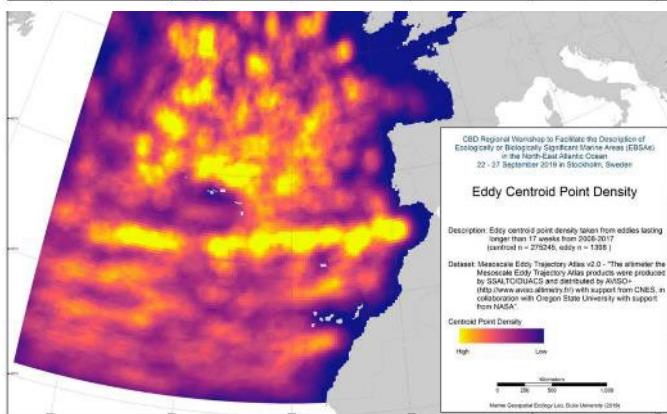 CBD Regional Workshop to Facilitate the Description of
Ecologically or Biologically Significant Marine Areas (EBSAs)
in the North-East Atlantic Ocean
22 - 27 September 2019 in Stockholm, Sweden
Eddy Centroid Point Density
Description: Eddy centroid point density taken from eddies lasting
longer than 17 weeks from 2008-2017
(centroid n = 275245, eddy n = 1308 )
Dataset: Mesoscale Eddy Trajectory Atlas v2.0 - "The altimeter the
Mesoscale Eddy Trajectory Atlas products were produced
by SSALTO/DUACS and distributed by AVISO+
(http://www.aviso.altimetry.fr/) with support from CNES, in
collaboration with Oregon State University with support
from NASA".
Centroid Point Density
High Low
Kilometers
0 250 500 1,000
Marine Geospatial Ecology Lab, Duke University (2019)